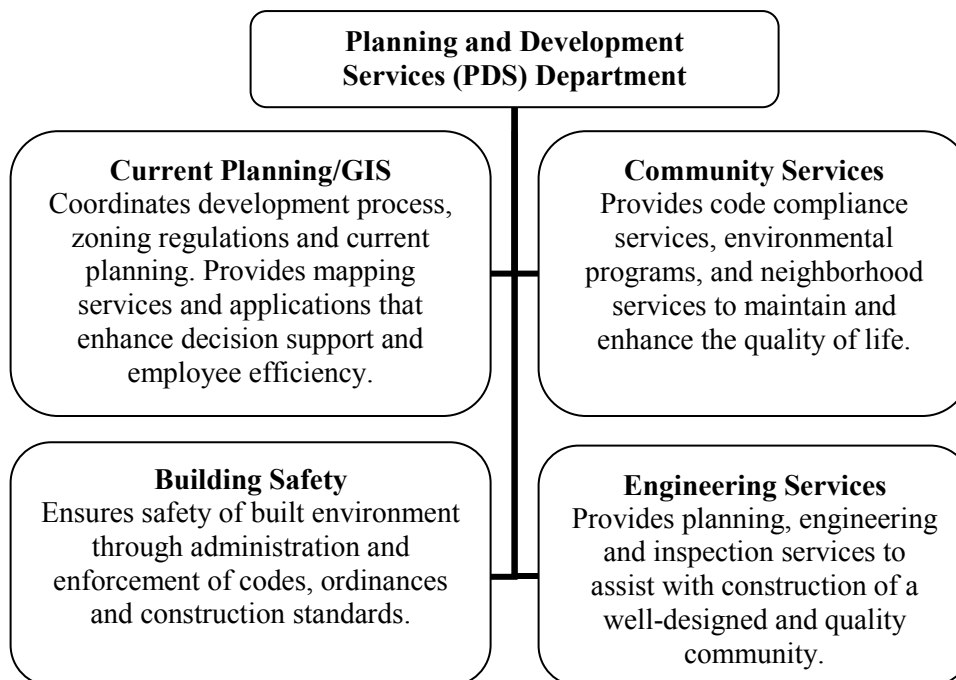 Planning and Development
Services (PDS) Department
Current Planning/GIS
Coordinates development process,
zoning regulations and current
planning. Provides mapping
services and applications that
enhance decision support and
employee efficiency.
Community Services
Provides code compliance
services, environmental
programs, and neighborhood
services to maintain and
enhance the quality of life.
Building Safety
Ensures safety of built environment
through administration and
enforcement of codes, ordinances
and construction standards.
Engineering Services
Provides planning, engineering
and inspection services to
assist with construction of a
well-designed and quality
community.